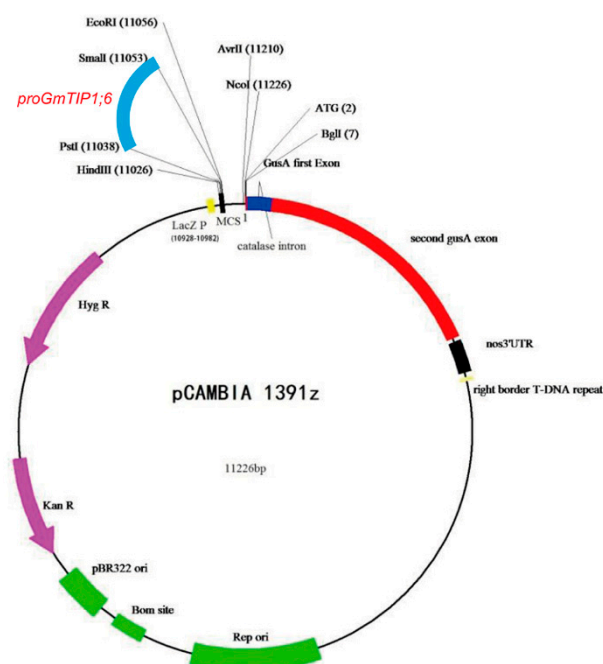 EcoRI (11056)
SmalI (11053)
proGmTIP1;6
PstI (11038)
HindIII (11026)
AvrII (11210)
NcoI (11226)
ATG (2)
BglI (7)
GusA first Exon
LacZ P
(10928-10982)
MCS
1
catalase intron
second gusA exon
nos3'UTR
right border T-DNA repeat
Hyg R
pCAMBIA 1391z
11226bp
Kan R
pBR322 ori
Bom site
Rep ori